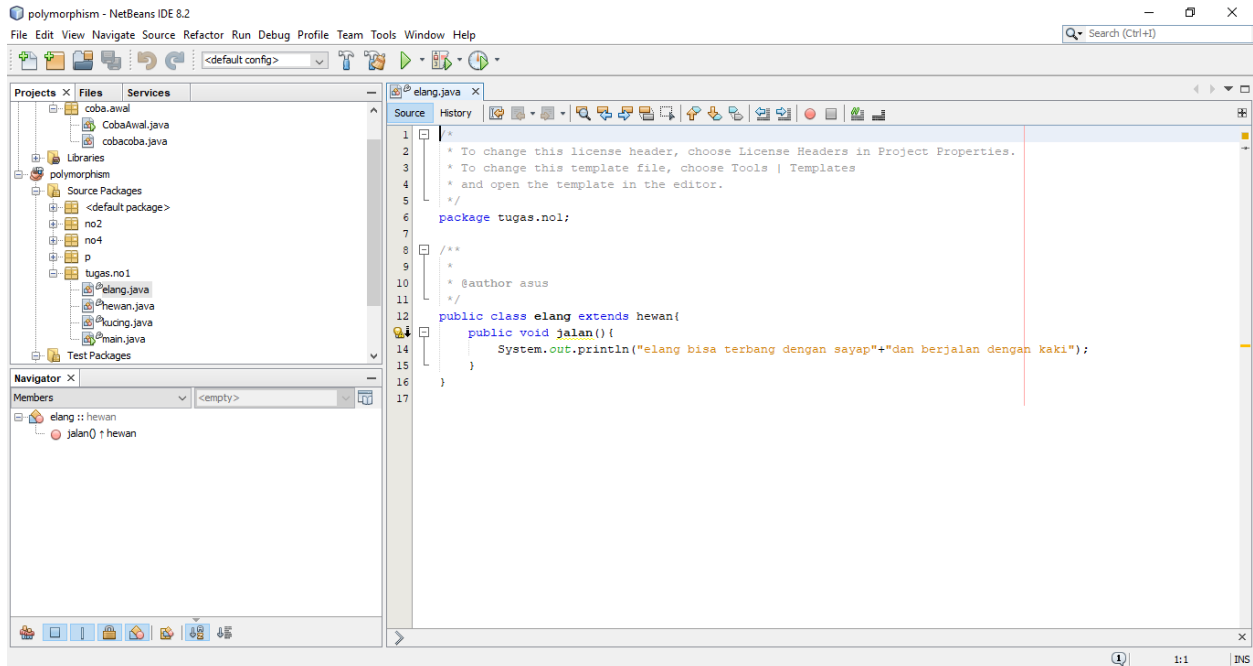 polymorphism - NetBeans IDE 8.2
File Edit View Navigate Source Refactor Run Debug Profile Team Tools Window Help
Search (Ctrl+I)
<default config>
Projects Files Services
coba.awal
CobaAwal.java
cobacoba.java
Libraries
polymorphism
Source Packages
<default package>
no2
no4
p
tugas.no1
elang.java
hewan.java
kucing.java
main.java
Test Packages
Navigator
Members <empty>
elang :: hewan
jalan() ↑ hewan
elang.java
Source History
1 /*
2 * To change this license header, choose License Headers in Project Properties.
3 * To change this template file, choose Tools | Templates
4 * and open the template in the editor.
5 */
6 package tugas.no1;
7
8 /**
9 *
10 * @author asus
11 */
12 public class elang extends hewan{
public void jalan(){
14 System.out.println("elang bisa terbang dengan sayap"+"dan berjalan dengan kaki");
15 }
16 }
17
1 1:1 INS